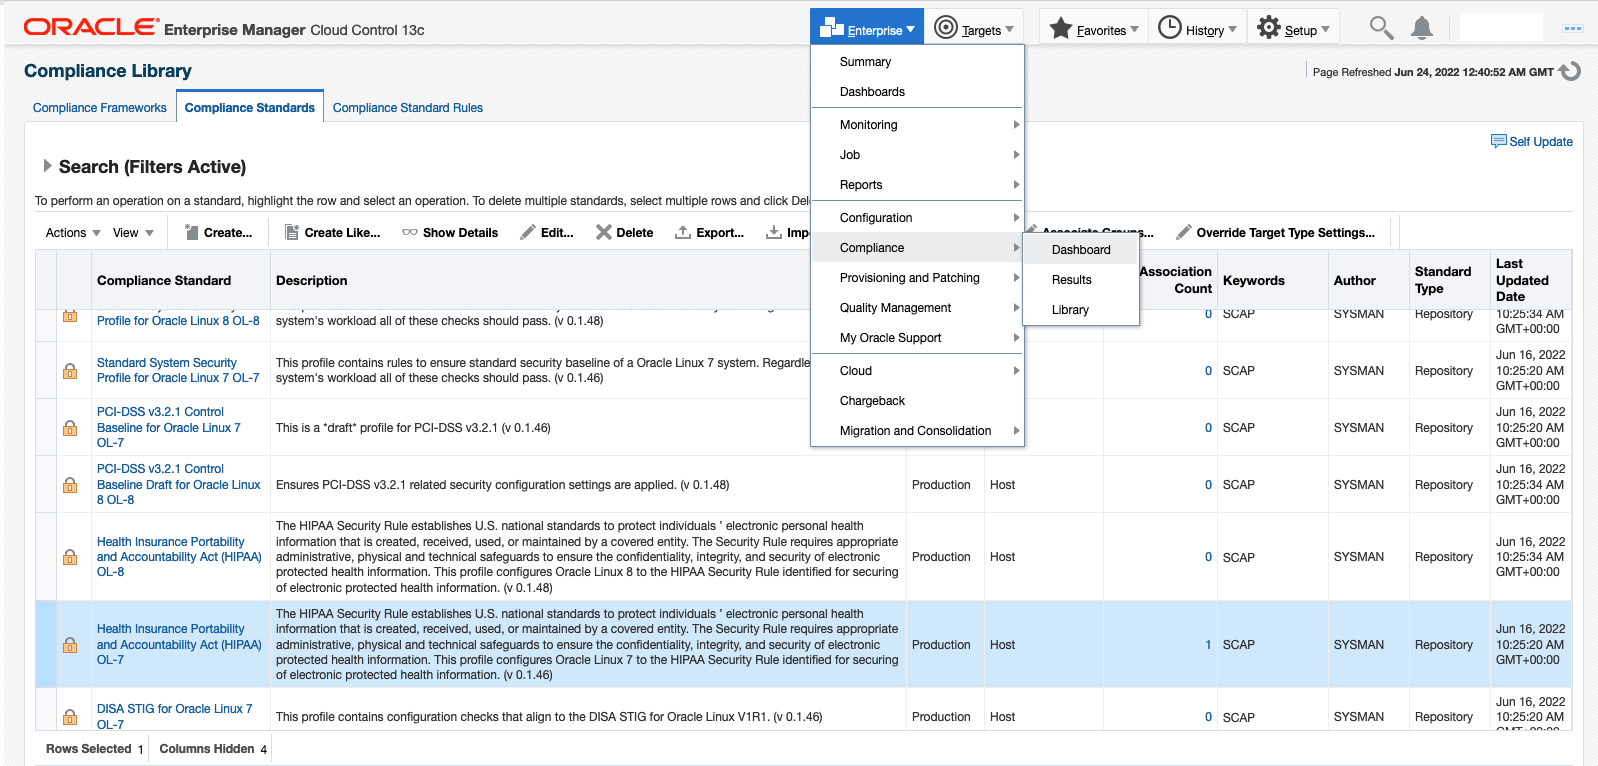 ORACLE Enterprise Manager Cloud Control 13c
Enterprise Targets Favorites History Setup
Compliance Library
Page Refreshed Jun 24, 2022 12:40:52 AM GMT
Compliance Frameworks Compliance Standards Compliance Standard Rules
Self Update
Search (Filters Active)
To perform an operation on a standard, highlight the row and select an operation. To delete multiple standards, select multiple rows and click
Actions View Create... Create Like... Show Details Edit... Delete Export... Override Target Type Settings...
Summary
Dashboards
Monitoring
Job
Reports
Configuration
Compliance
Provisioning and Patching
Quality Management
My Oracle Support
Cloud
Chargeback
Migration and Consolidation
Dashboard
Results
Library
Compliance Standard
Description
Association
Count
Keywords
Author
Standard
Type
Last
Updated
Date
Profile for Oracle Linux 8 OL-8
system's workload all of these checks should pass. (v 0.1.48)
0
SCAP
SYSMAN
Repository
10:25:34 AM
GMT+00:00
Standard System Security
Profile for Oracle Linux 7 OL-7
This profile contains rules to ensure standard security baseline of a Oracle Linux 7 system.
system's workload all of these checks should pass. (v 0.1.46)
0
SCAP
SYSMAN
Repository
Jun 16, 2022
10:25:20 AM
GMT+00:00
PCI-DSS v3.2.1 Control
Baseline for Oracle Linux 7
OL-7
This is a *draft* profile for PCI-DSS v3.2.1 (v 0.1.46)
0
SCAP
SYSMAN
Repository
Jun 16, 2022
10:25:20 AM
GMT+00:00
PCI-DSS v3.2.1 Control
Baseline Draft for Oracle Linux
8 OL-8
Ensures PCI-DSS v3.2.1 related security configuration settings are applied. (v 0.1.48)
Production
Host
0
SCAP
SYSMAN
Repository
Jun 16, 2022
10:25:34 AM
GMT+00:00
Health Insurance Portability
and Accountability Act (HIPAA)
OL-8
The HIPAA Security Rule establishes U.S. national standards to protect individuals ’ electronic personal health
information that is created, received, used, or maintained by a covered entity. The Security Rule requires appropriate
administrative, physical and technical safeguards to ensure the confidentiality, integrity, and security of electronic
protected health information. This profile configures Oracle Linux 8 to the HIPAA Security Rule identified for securing
of electronic protected health information. (v 0.1.48)
Production
Host
0
SCAP
SYSMAN
Repository
Jun 16, 2022
10:25:34 AM
GMT+00:00
Health Insurance Portability
and Accountability Act (HIPAA)
OL-7
The HIPAA Security Rule establishes U.S. national standards to protect individuals ’ electronic personal health
information that is created, received, used, or maintained by a covered entity. The Security Rule requires appropriate
administrative, physical and technical safeguards to ensure the confidentiality, integrity, and security of electronic
protected health information. This profile configures Oracle Linux 7 to the HIPAA Security Rule identified for securing
of electronic protected health information. (v 0.1.46)
Production
Host
1
SCAP
SYSMAN
Repository
Jun 16, 2022
10:25:20 AM
GMT+00:00
DISA STIG for Oracle Linux 7
OL-7
This profile contains configuration checks that align to the DISA STIG for Oracle Linux V1R1. (v 0.1.46)
Production
Host
0
SCAP
SYSMAN
Repository
Jun 16, 2022
10:25:20 AM
Rows Selected 1 Columns Hidden 4